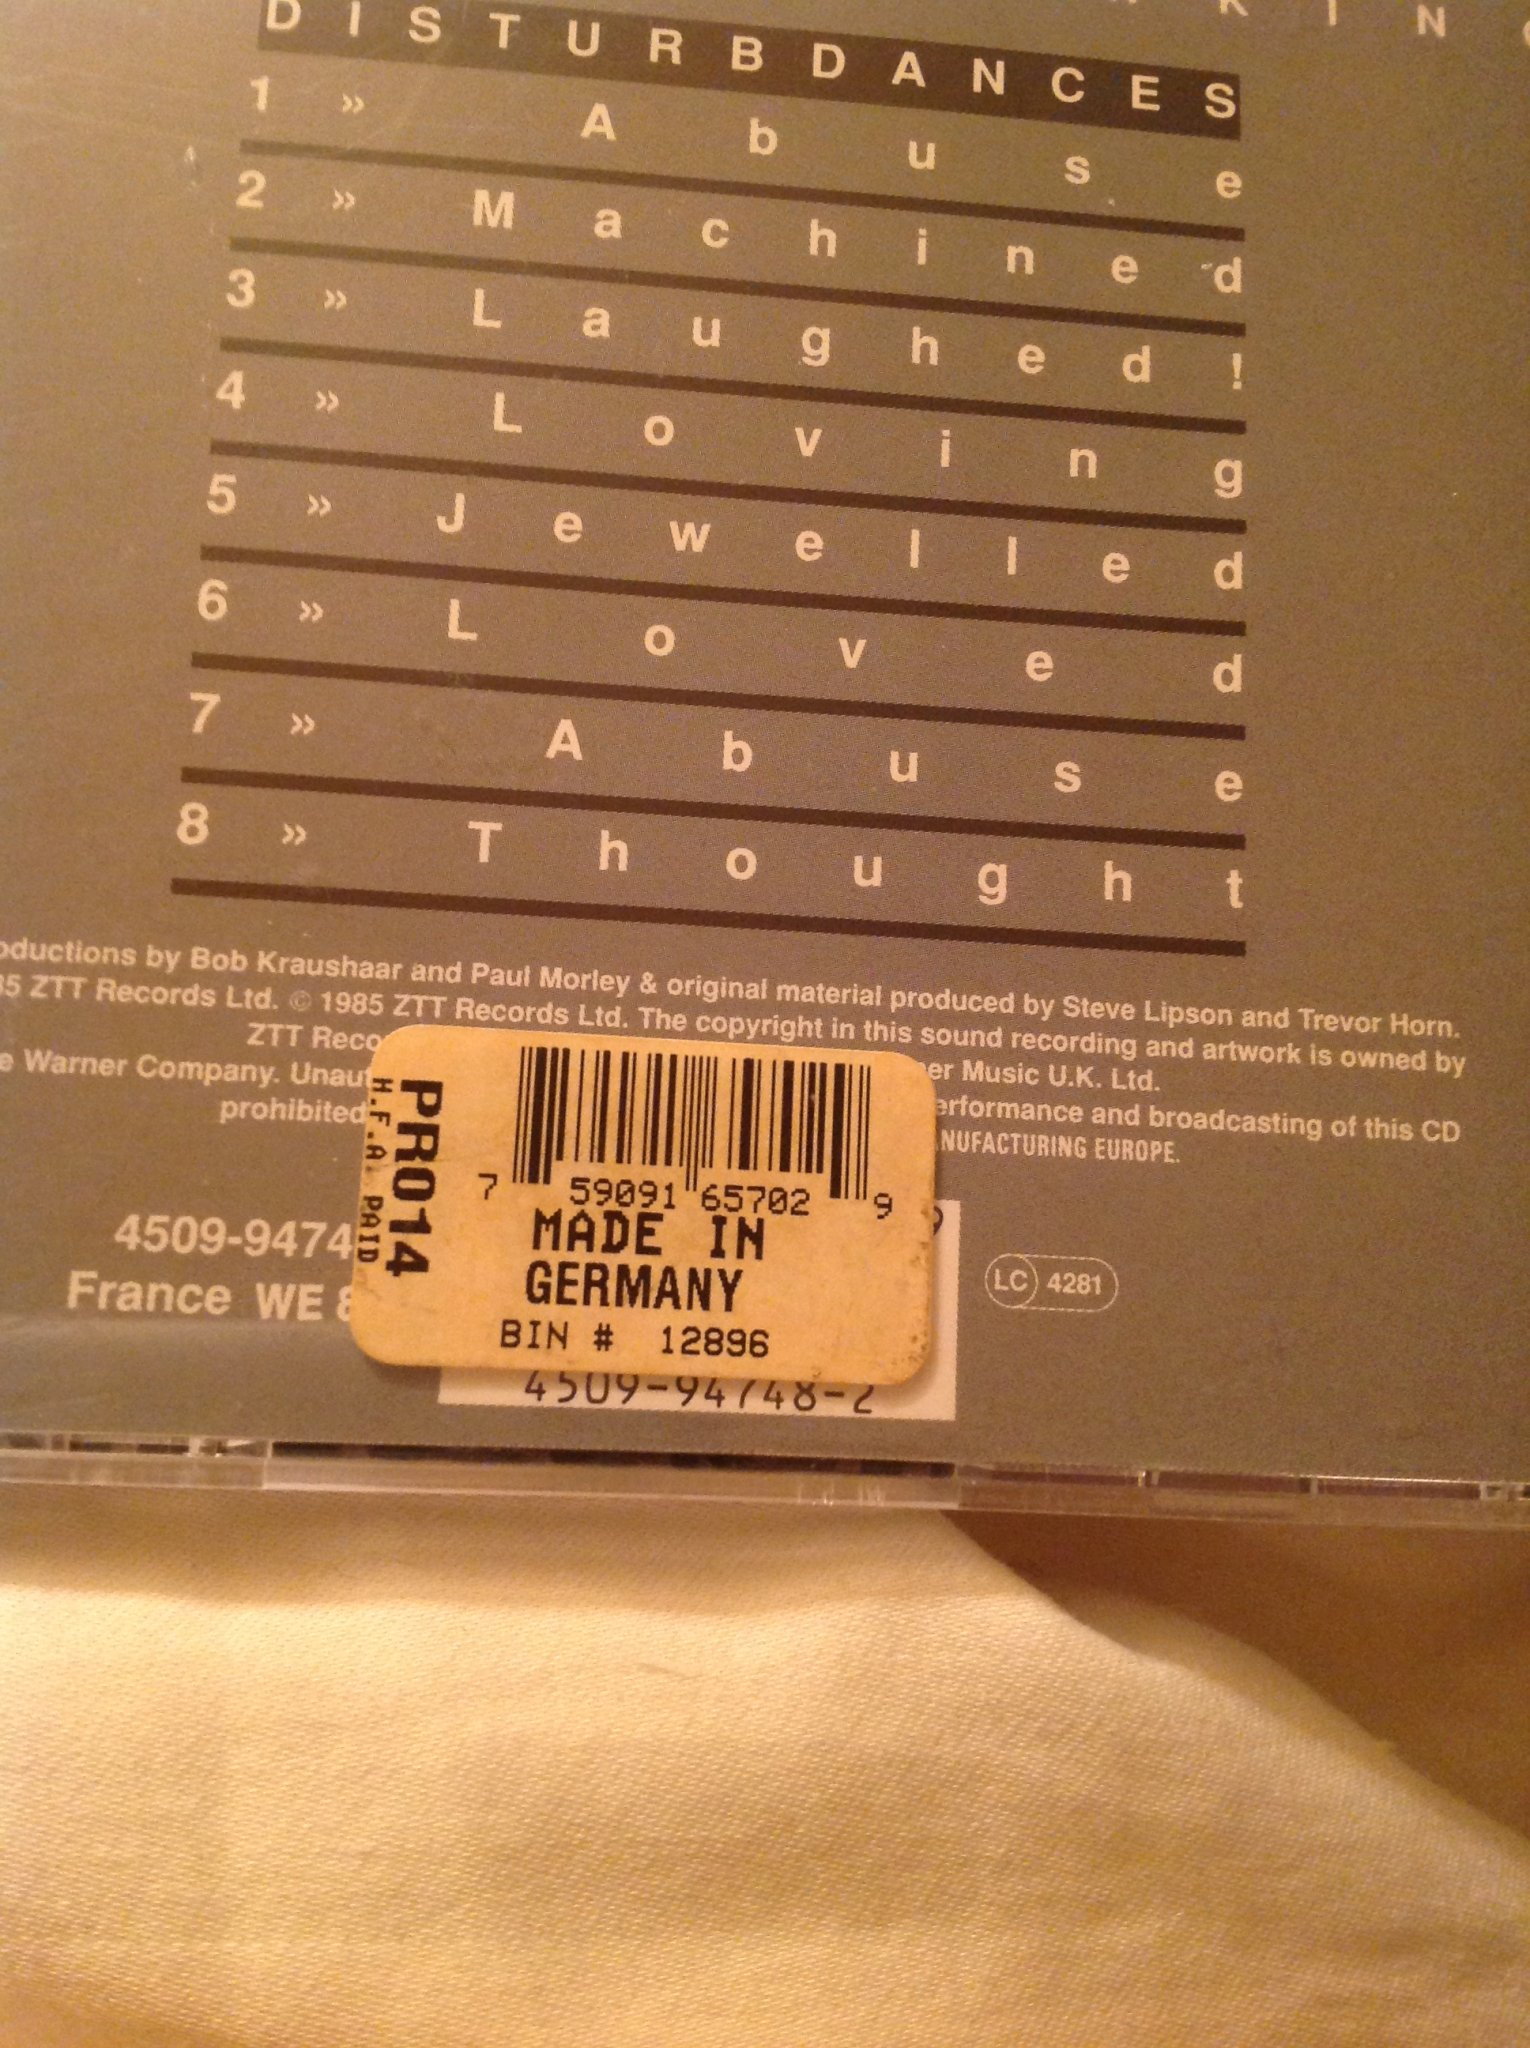 KIN
DISTURBDANCES
1 » Abuse
2 » Machined
3 » Laughed!
4 » Loving
5 » Jewelled
6 » Loved
7 » Abuse
8 » Thought
oductions by Bob Kraushaar and Paul Morley & original material produced by Steve Lipson and Trevor Horn.
85 ZTT Records Ltd. © 1985 ZTT Records Ltd. The copyright in this sound recording and artwork is owned by
ZTT Reco er Music U.K. Ltd.
e Warner Company. Unaut erformance and broadcasting of this CD
prohibited NUFACTURING EUROPE.
PR014
H.F.A. PAID
7 59091 65702 9
MADE IN
GERMANY
BIN # 12896
4509-9474
France WE 8
LC 4281
4509-94748-2